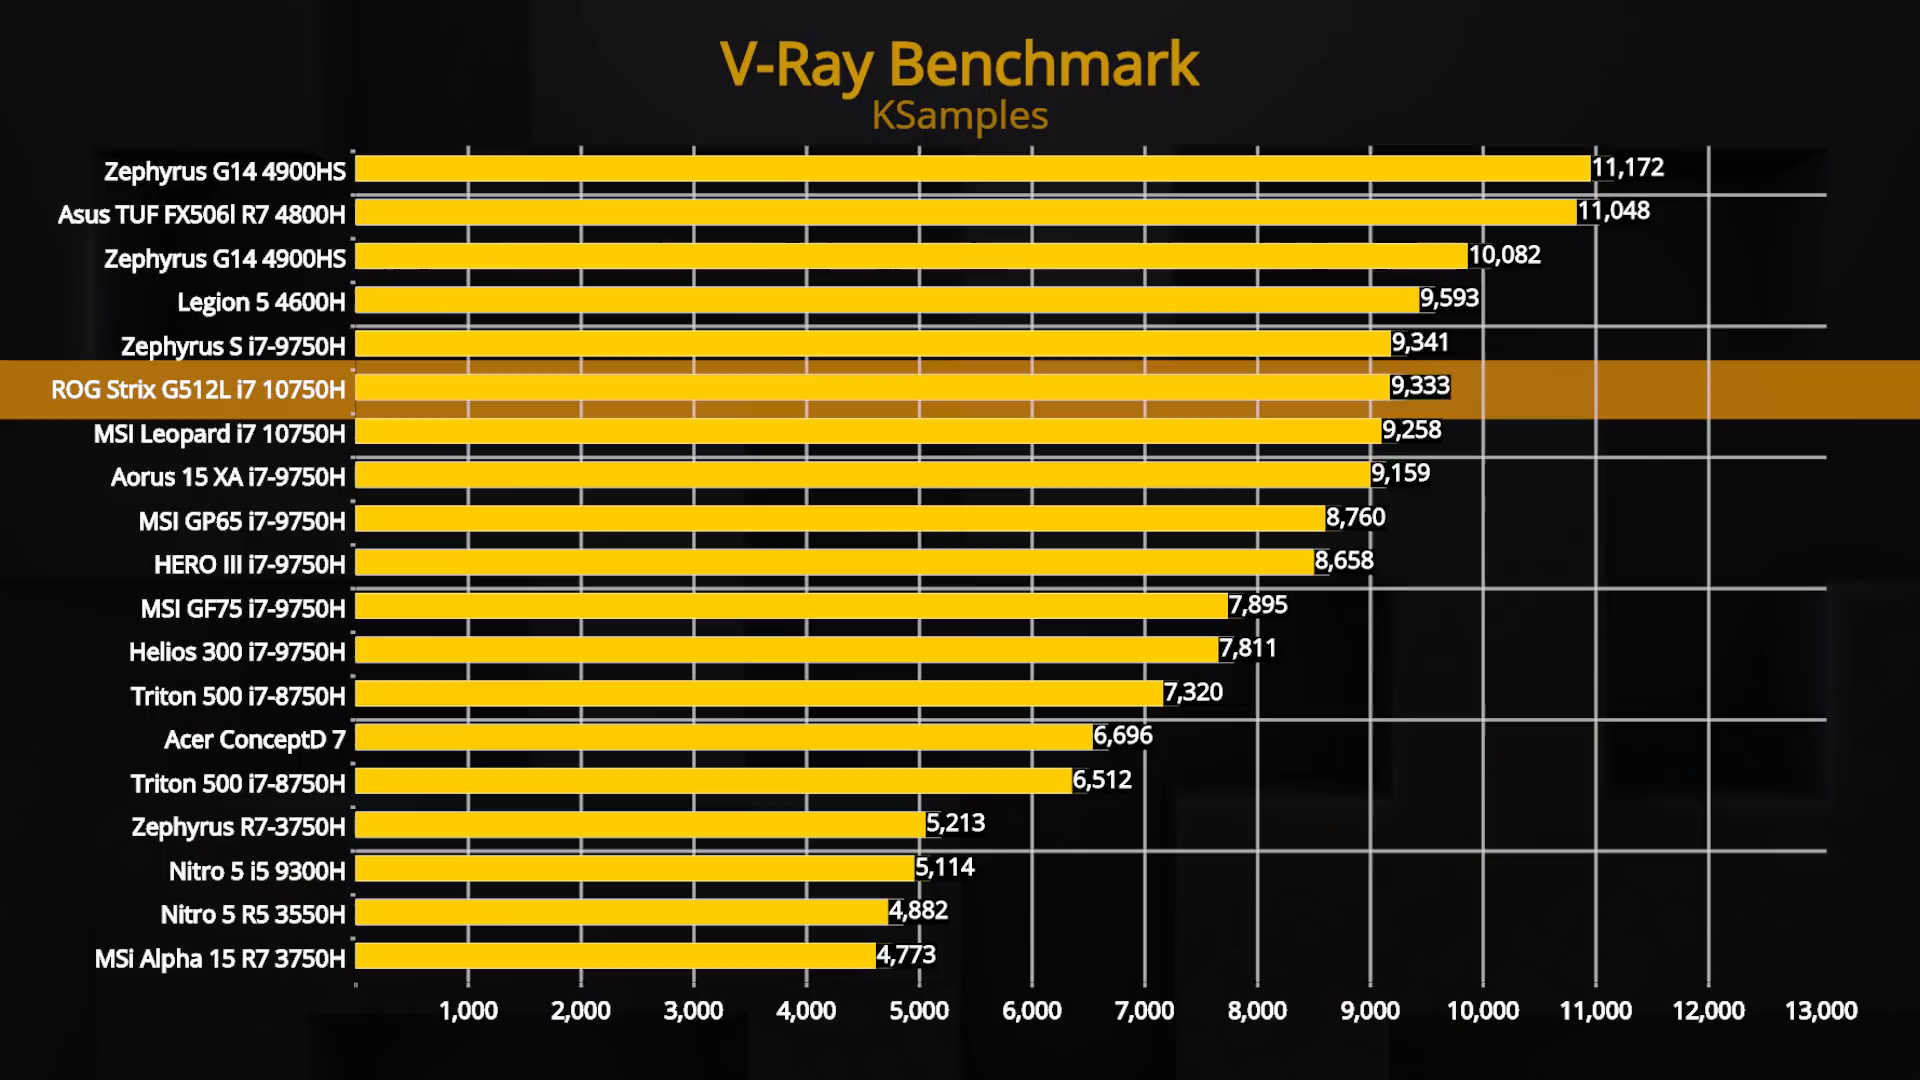 V-Ray Benchmark
KSamples
Zephyrus G14 4900HS 11,172
Asus TUF FX506l R7 4800H 11,048
Zephyrus G14 4900HS 10,082
Legion 5 4600H 9,593
Zephyrus S i7-9750H 9,341
ROG Strix G512L i7 10750H 9,333
MSI Leopard i7 10750H 9,258
Aorus 15 XA i7-9750H 9,159
MSI GP65 i7-9750H 8,760
HERO III i7-9750H 8,658
MSI GF75 i7-9750H 7,895
Helios 300 i7-9750H 7,811
Triton 500 i7-8750H 7,320
Acer ConceptD 7 6,696
Triton 500 i7-8750H 6,512
Zephyrus R7-3750H 5,213
Nitro 5 i5 9300H 5,114
Nitro 5 R5 3550H 4,882
MSi Alpha 15 R7 3750H 4,773
1,000 2,000 3,000 4,000 5,000 6,000 7,000 8,000 9,000 10,000 11,000 12,000 13,000